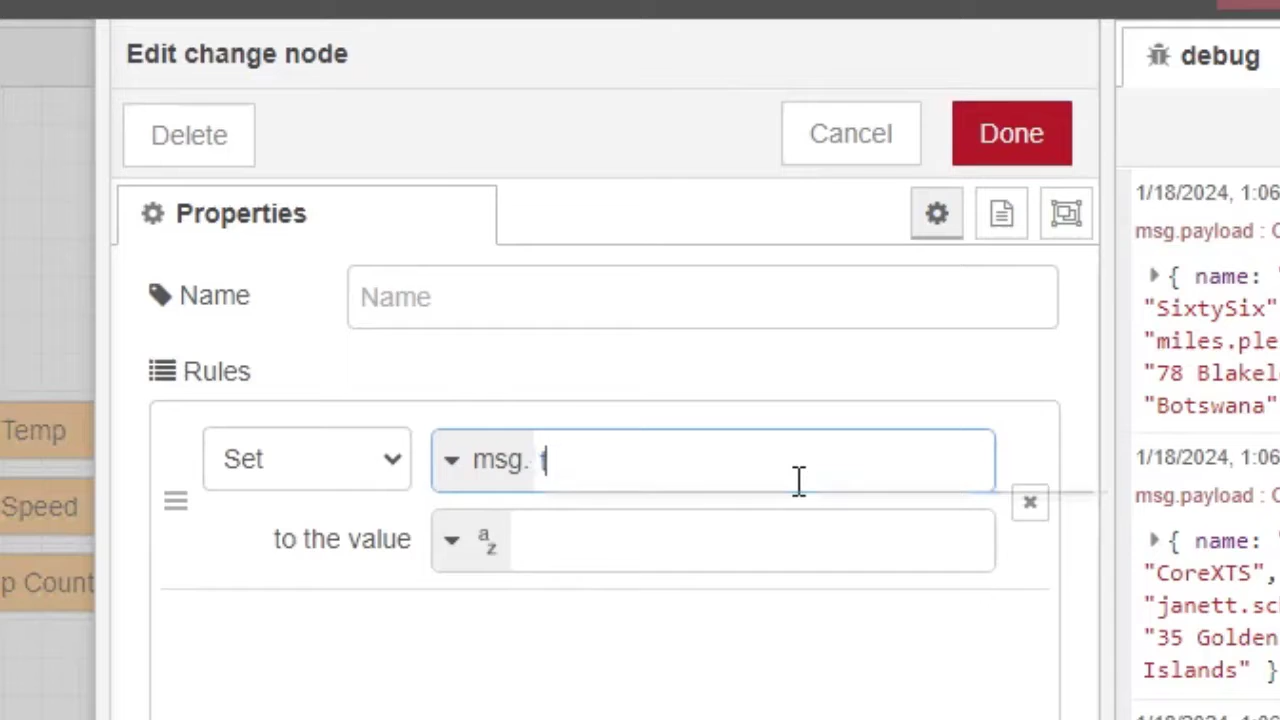 Edit change node
debug
Delete
Cancel
Done
Properties
1/18/2024, 1:06
msg.payload :
Name
Name
{ name: "
"SixtySix"
"miles.ple
Rules
"78 Blakel
"Botswana"
Temp
Set
msg. t
1/18/2024, 1:06
msg.payload :
Speed
to the value
az
{ name: "
"CoreXTS",
p Count
"janett.sc
"35 Golden
Islands" }